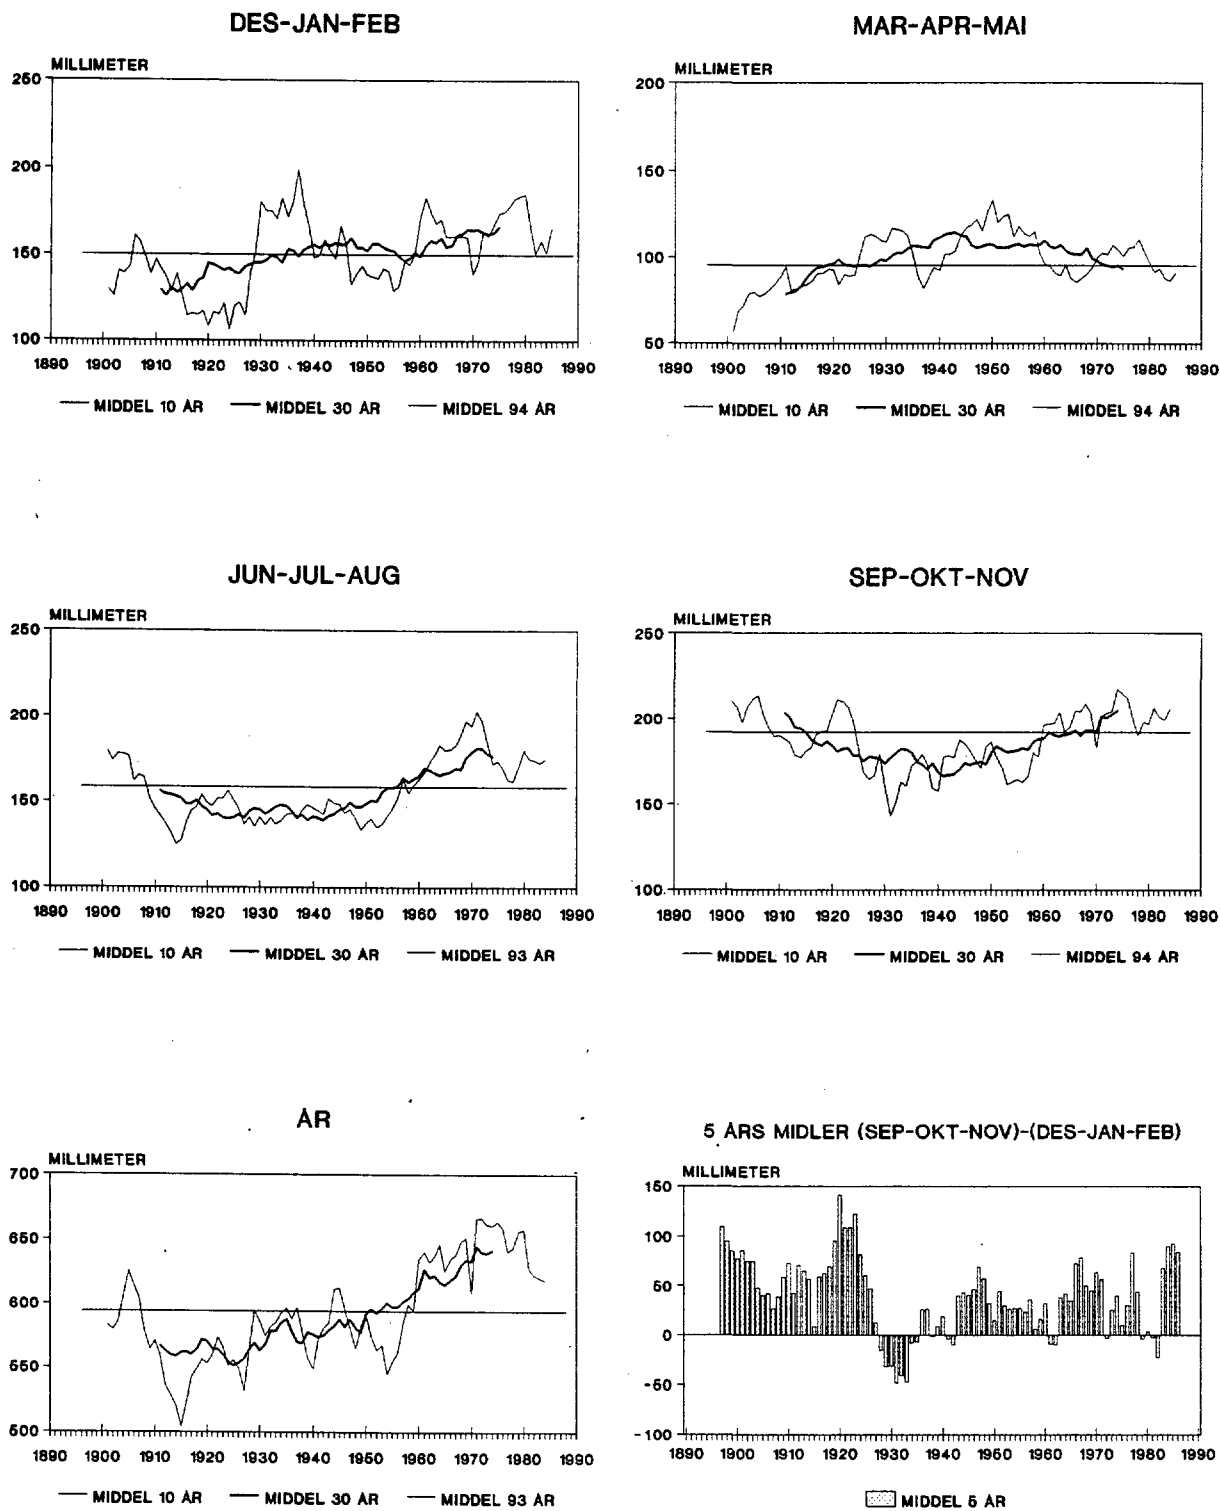 DES-JAN-FEB
MILLIMETER
250
200
150
100
1890 1900 1910 1920 1930 1940 1950 1960 1970 1980 1990
MIDDEL 10 ÅR MIDDEL 30 ÅR MIDDEL 94 ÅR
MAR-APR-MAI
MILLIMETER
200
150
100
50
1890 1900 1910 1920 1930 1940 1950 1960 1970 1980 1990
MIDDEL 10 ÅR MIDDEL 30 ÅR MIDDEL 94 ÅR
JUN-JUL-AUG
MILLIMETER
250
200
150
100
1890 1900 1910 1920 1930 1940 1950 1960 1970 1980 1990
MIDDEL 10 ÅR MIDDEL 30 ÅR MIDDEL 93 ÅR
SEP-OKT-NOV
MILLIMETER
250
200
150
100
1890 1900 1910 1920 1930 1940 1950 1960 1970 1980 1990
MIDDEL 10 ÅR MIDDEL 30 ÅR MIDDEL 94 ÅR
ÅR
MILLIMETER
700
650
600
550
500
1890 1900 1910 1920 1930 1940 1950 1960 1970 1980 1990
MIDDEL 10 ÅR MIDDEL 30 ÅR MIDDEL 93 ÅR
5 ÅRS MIDLER (SEP-OKT-NOV)-(DES-JAN-FEB)
MILLIMETER
150
100
50
0
-50
-100
1890 1900 1910 1920 1930 1940 1950 1960 1970 1980 1990
MIDDEL 5 ÅR